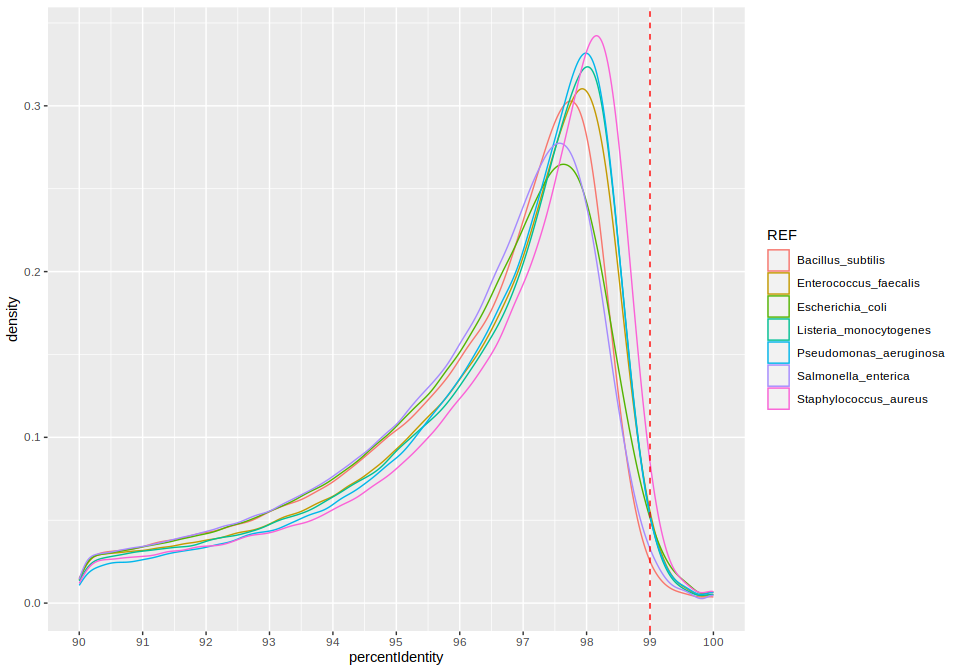 0.3
0.2
0.1
0.0
density
90 91 92 93 94 95 96 97 98 99 100
percentIdentity
REF
Bacillus_subtilis
Enterococcus_faecalis
Escherichia_coli
Listeria_monocytogenes
Pseudomonas_aeruginosa
Salmonella_enterica
Staphylococcus_aureus